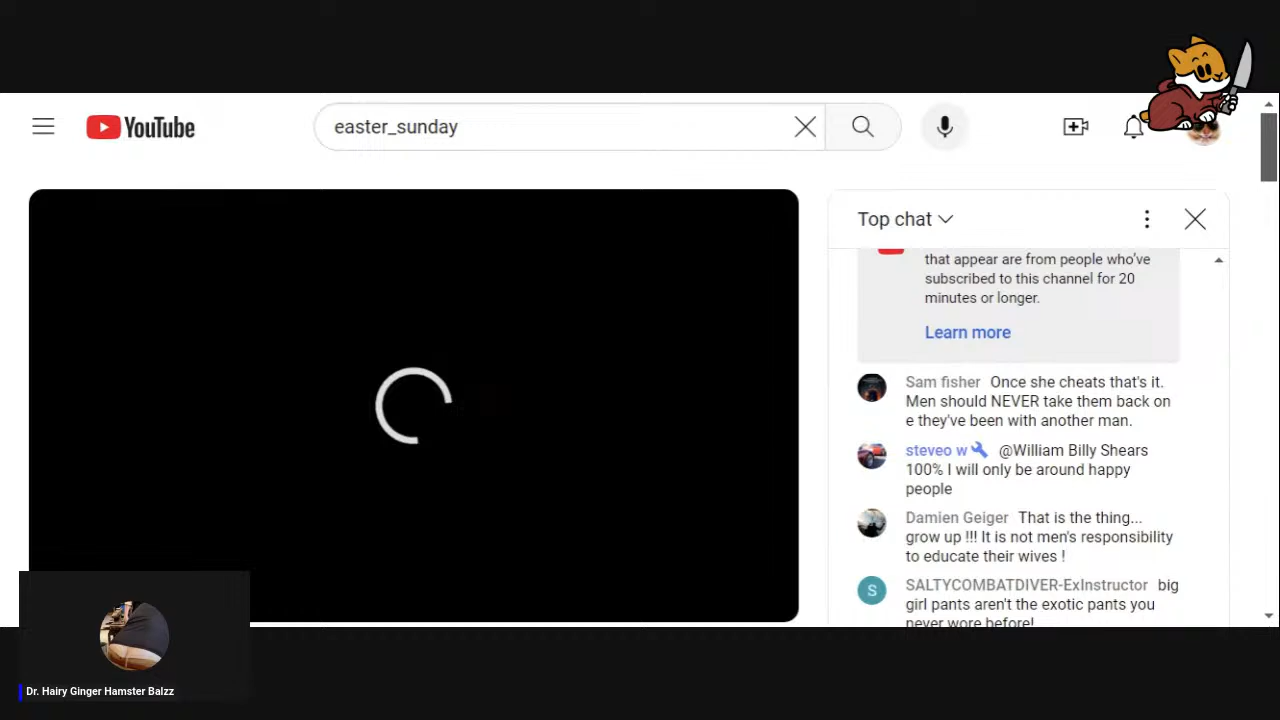 YouTube
easter_sunday
Top chat
that appear are from people who've
subscribed to this channel for 20
minutes or longer.
Learn more
Sam fisher Once she cheats that's it.
Men should NEVER take them back on
e they've been with another man.
steveo w @William Billy Shears
100% I will only be around happy
people
Damien Geiger That is the thing...
grow up !!! It is not men's responsibility
to educate their wives !
S
SALTYCOMBATDIVER-ExInstructor big
girl pants aren't the exotic pants you
never wore before!
Dr. Hairy Ginger Hamster Balzz